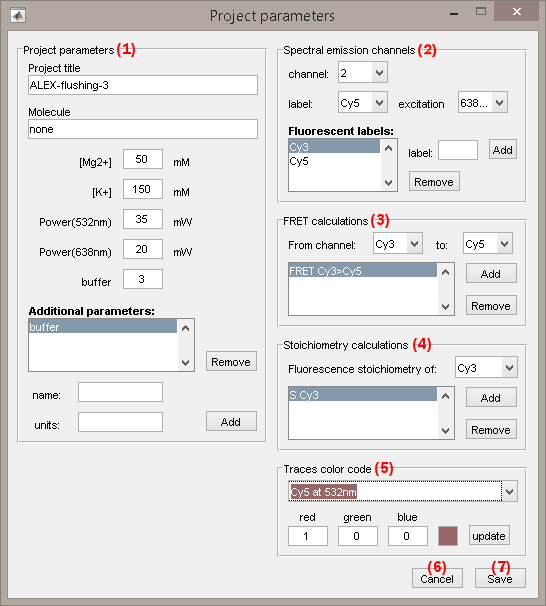 Project parameters
Project parameters (1)
Project title
ALEX-flushing-3
Molecule
none
[Mg2+] 50 mM
[K+] 150 mM
Power(532nm) 35 mW
Power(638nm) 20 mW
buffer 3
Additional parameters:
buffer
Remove
name:
units:
Add
Spectral emission channels (2)
channel: 2
label: Cy5 excitation 638...
Fluorescent labels:
Cy3
Cy5
label: Add
Remove
FRET calculations (3)
From channel: Cy3 to: Cy5
FRET Cy3>Cy5
Add
Remove
Stoichiometry calculations (4)
Fluorescence stoichiometry of: Cy3
S Cy3
Add
Remove
Traces color code (5)
Cy5 at 532nm
red green blue
1 0 0 update
(6) (7)
Cancel Save